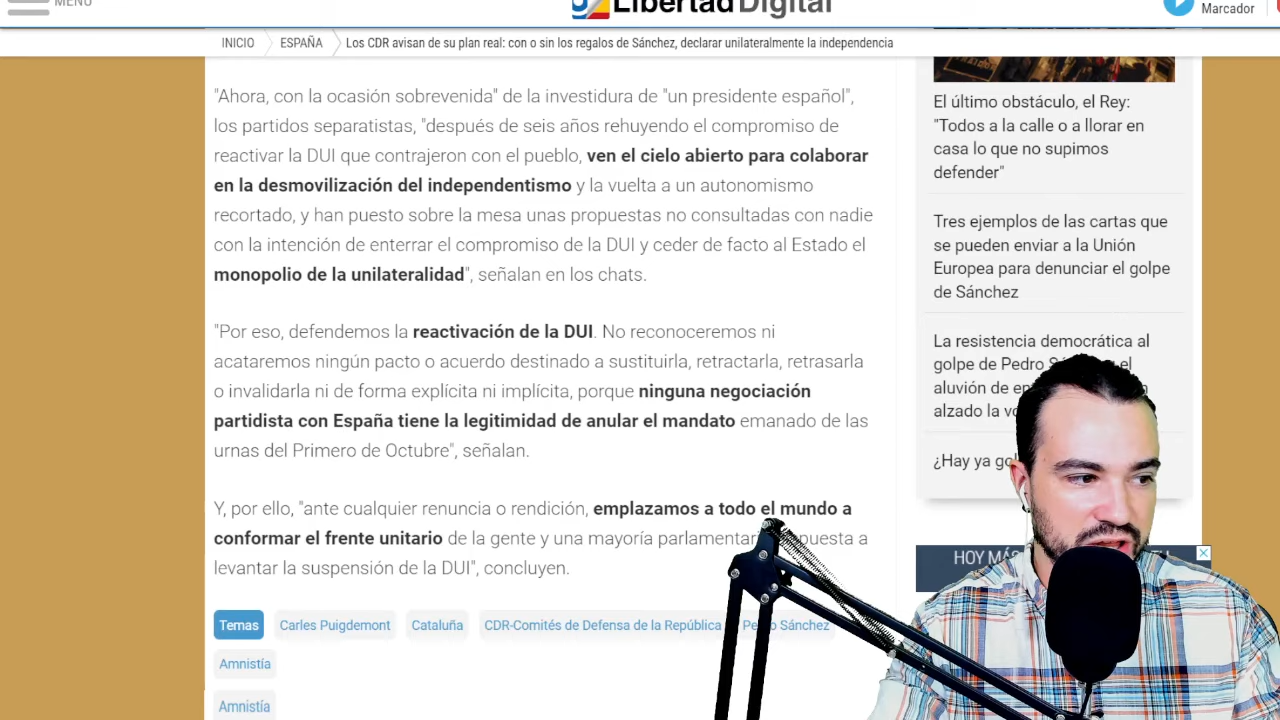 MENÚ
Libertad Digital
Marcador
INICIO
ESPAÑA
Los CDR avisan de su plan real: con o sin los regalos de Sánchez, declarar unilateralmente la independencia
"Ahora, con la ocasión sobrevenida" de la investidura de "un presidente español",
los partidos separatistas, "después de seis años rehuyendo el compromiso de
reactivar la DUI que contrajeron con el pueblo, ven el cielo abierto para colaborar
en la desmovilización del independentismo y la vuelta a un autonomismo
recortado, y han puesto sobre la mesa unas propuestas no consultadas con nadie
con la intención de enterrar el compromiso de la DUI y ceder de facto al Estado el
monopolio de la unilateralidad", señalan en los chats.
"Por eso, defendemos la reactivación de la DUI. No reconoceremos ni
acataremos ningún pacto o acuerdo destinado a sustituirla, retractarla, retrasarla
o invalidarla ni de forma explícita ni implícita, porque ninguna negociación
partidista con España tiene la legitimidad de anular el mandato emanado de las
urnas del Primero de Octubre", señalan.
Y, por ello, "ante cualquier renuncia o rendición, emplazamos a todo el mundo a
conformar el frente unitario de la gente y una mayoría parlamentar puesta a
levantar la suspensión de la DUI", concluyen.
Temas
Carles Puigdemont
Cataluña
CDR-Comités de Defensa de la República
Pedro Sánchez
Amnistía
Amnistía
El último obstáculo, el Rey:
"Todos a la calle o a llorar en
casa lo que no supimos
defender"
Tres ejemplos de las cartas que
se pueden enviar a la Unión
Europea para denunciar el golpe
de Sánchez
La resistencia democrática al
golpe de Pedro el
aluvión de
alzado la
¿Hay ya
HOY